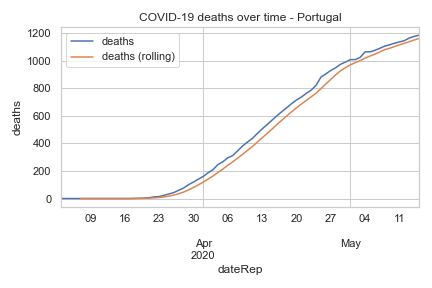 COVID-19 deaths over time - Portugal
deaths
deaths (rolling)
1200
1000
800
600
400
200
0
deaths
09 16 23 30 06 13 20 27 04 11
Apr May
2020
dateRep